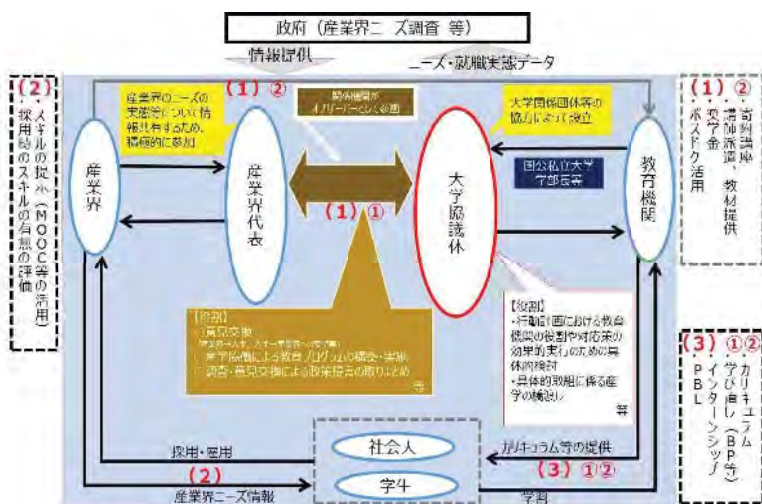 政府（産業界ニーズ調査 等）
情報提供
ニーズ・就職実態データ
(2)
・スキルの提示（MOOC等の活用）
・採用時のスキルの有無の評価
産業界のニーズの
実態等について情
報共有するため、
積極的に参加
(1) ②
関係機関が
オブザーバーとして参画
大学関係団体等の
協力によって設立
国公私立大学
学部長等
産業界
産業界代表
(1) ①
大学協議体
教育機関
(1) ②
・寄附講座
・講師派遣、教材提供
・奨学金
・ポスドク活用
【役割】
○意見交換
○産学協働による教育プログラムの構築・実施
○調査・意見交換による政策提言の取りまとめ
等
【役割】
・行動計画における教育
機関の役割や対応策の
効果的実行のための具
体的検討
・具体的取組に係る産
学の橋渡し
等
(3) ①②
・カリキュラム
・学び直し（BP等）
・インターンシップ
・PBL
採用・雇用
(2)
産業界ニーズ情報
社会人
学生
カリキュラム等の提供
(3) ①②
学習